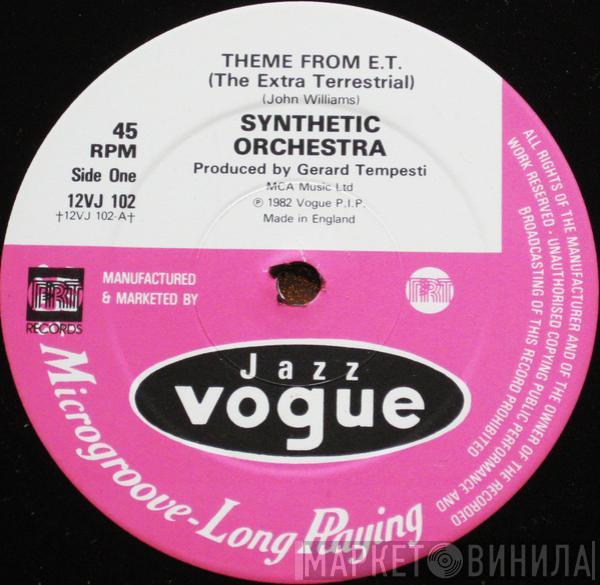 THEME FROM E.T.
(The Extra Terrestrial)
(John Williams)
45
RPM
SYNTHETIC
ORCHESTRA
Side One
Produced by Gerard Tempesti
12VJ 102
†12VJ 102-A†
MCA Music Ltd
℗ 1982 Vogue P.I.P.
Made in England
PRT
RECORDS
MANUFACTURED
& MARKETED BY
PRT
Jazz
vogue
Microgroove-Long Playing
ALL RIGHTS OF THE MANUFACTURER AND OF THE OWNER OF THE RECORDED
WORK RESERVED · UNAUTHORISED COPYING PUBLIC PERFORMANCE AND
BROADCASTING OF THIS RECORD PROHIBITED
МАРКЕТ ВИНИЛА